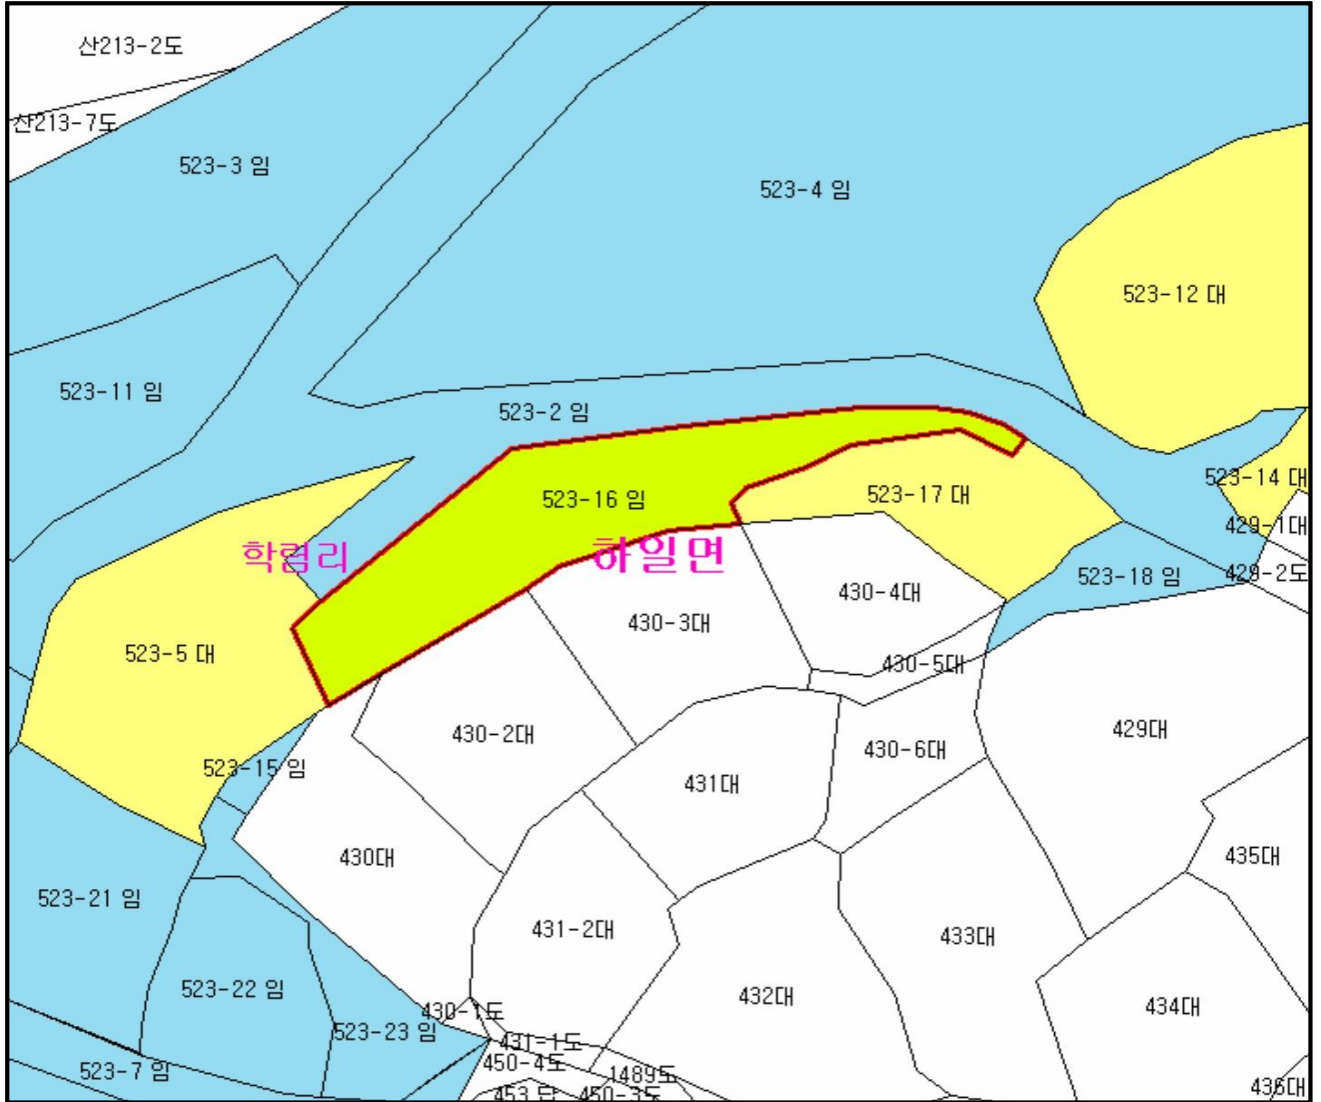 산213-2도
산213-7도
523-3 임
523-4 임
523-12 대
523-11 임
523-2 임
523-14 대
523-16 임
523-17 대
429-1대
학림리
하일면
429-2도
523-18 임
430-4대
430-3대
523-5 대
430-5대
429대
430-2대
430-6대
523-15 임
431대
430대
435대
523-21 임
431-2대
433대
523-22 임
432대
434대
430-1도
523-23 임
431-1도
450-4도
523-7 임
1489도
436대
453 답
450-3도